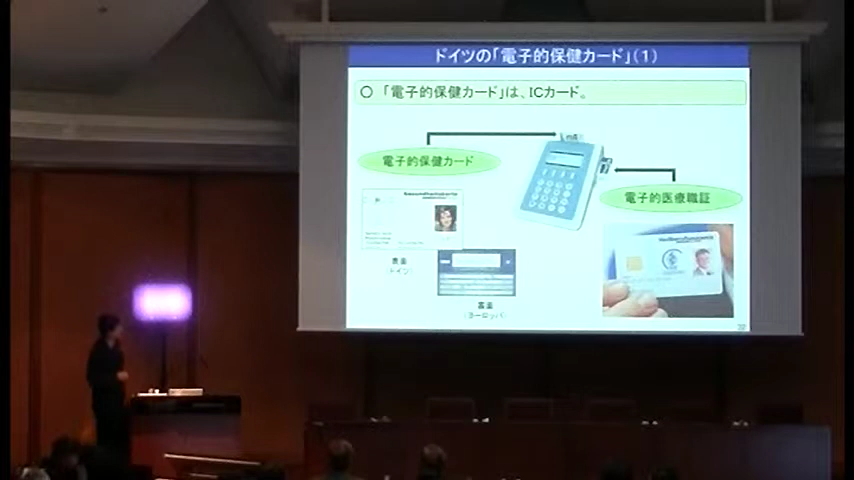 ドイツの「電子的保健カード」(1)
○ 「電子的保健カード」は、ICカード。
電子的保健カード
電子的医療職証
表面
(ドイツ)
裏面
(ヨーロッパ)
32